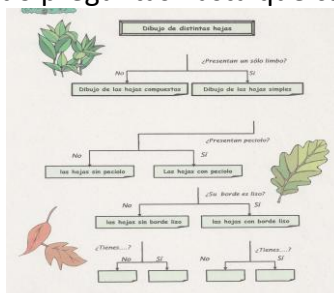 Dibujo de distintas hojas
¿Presentan un sólo limbo?
No
Sí
Dibujo de las hojas compuestas
Dibujo de las hojas simples
¿Presentan peciolo?
No
Sí
las hojas sin peciolo
Las hojas con peciolo
¿Su borde es liso?
No
Sí
las hojas sin borde liso
las hojas con borde liso
¿Tienes....?
¿Tienes....?
No
Sí
No
Sí